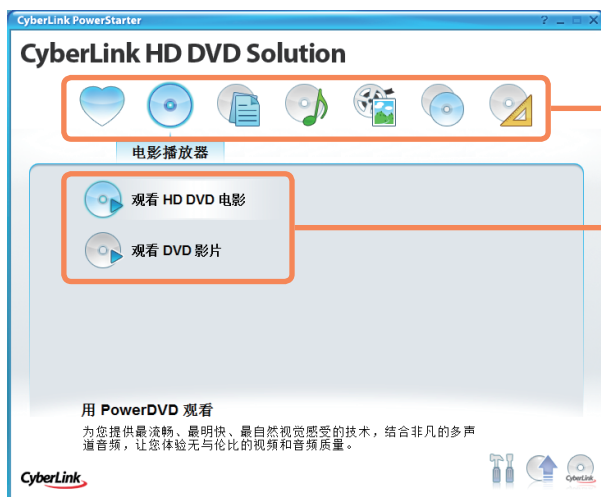 CyberLink PowerStarter
CyberLink HD DVD Solution
电影播放器
观看 HD DVD 电影
观看 DVD 影片
用 PowerDVD 观看
为您提供最流畅、最明快、最自然视觉感受的技术，结合非凡的多声
道音频，让您体验无与伦比的视频和音频质量。
CyberLink
CyberLink